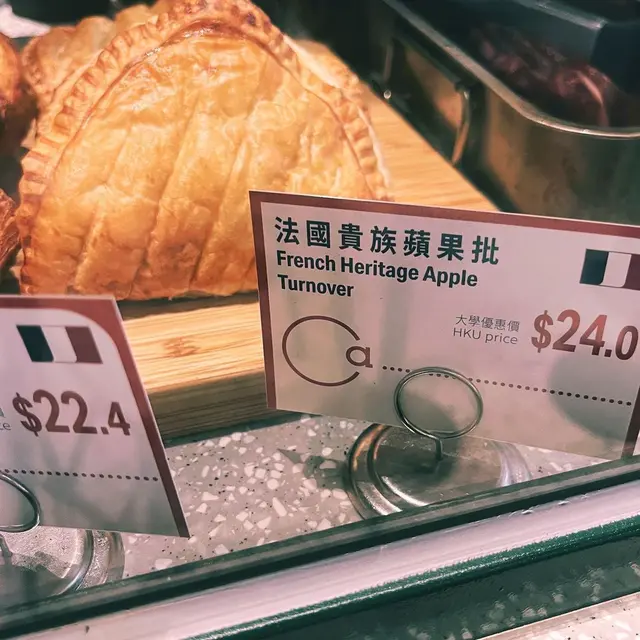 法國貴族蘋果批
French Heritage Apple
Turnover
大學優惠價
HKU price
$24.0
Ca
$22.4